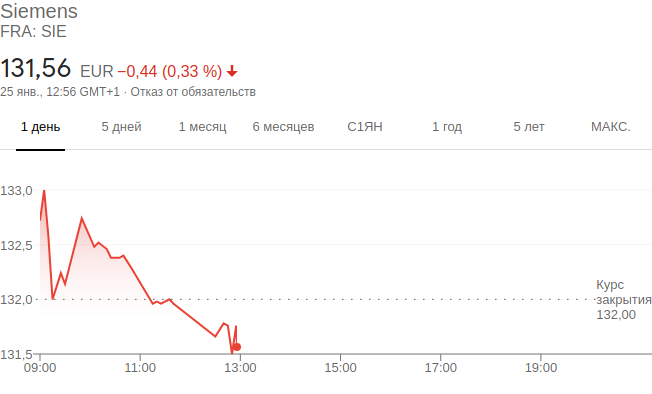 Siemens
FRA: SIE
131,56 EUR −0,44 (0,33 %)
25 янв., 12:56 GMT+1 · Отказ от обязательств
1 день 5 дней 1 месяц 6 месяцев С1ЯН 1 год 5 лет МАКС.
133,0
132,5
132,0
131,5
Курс
закрытия
132,00
09:00 11:00 13:00 15:00 17:00 19:00